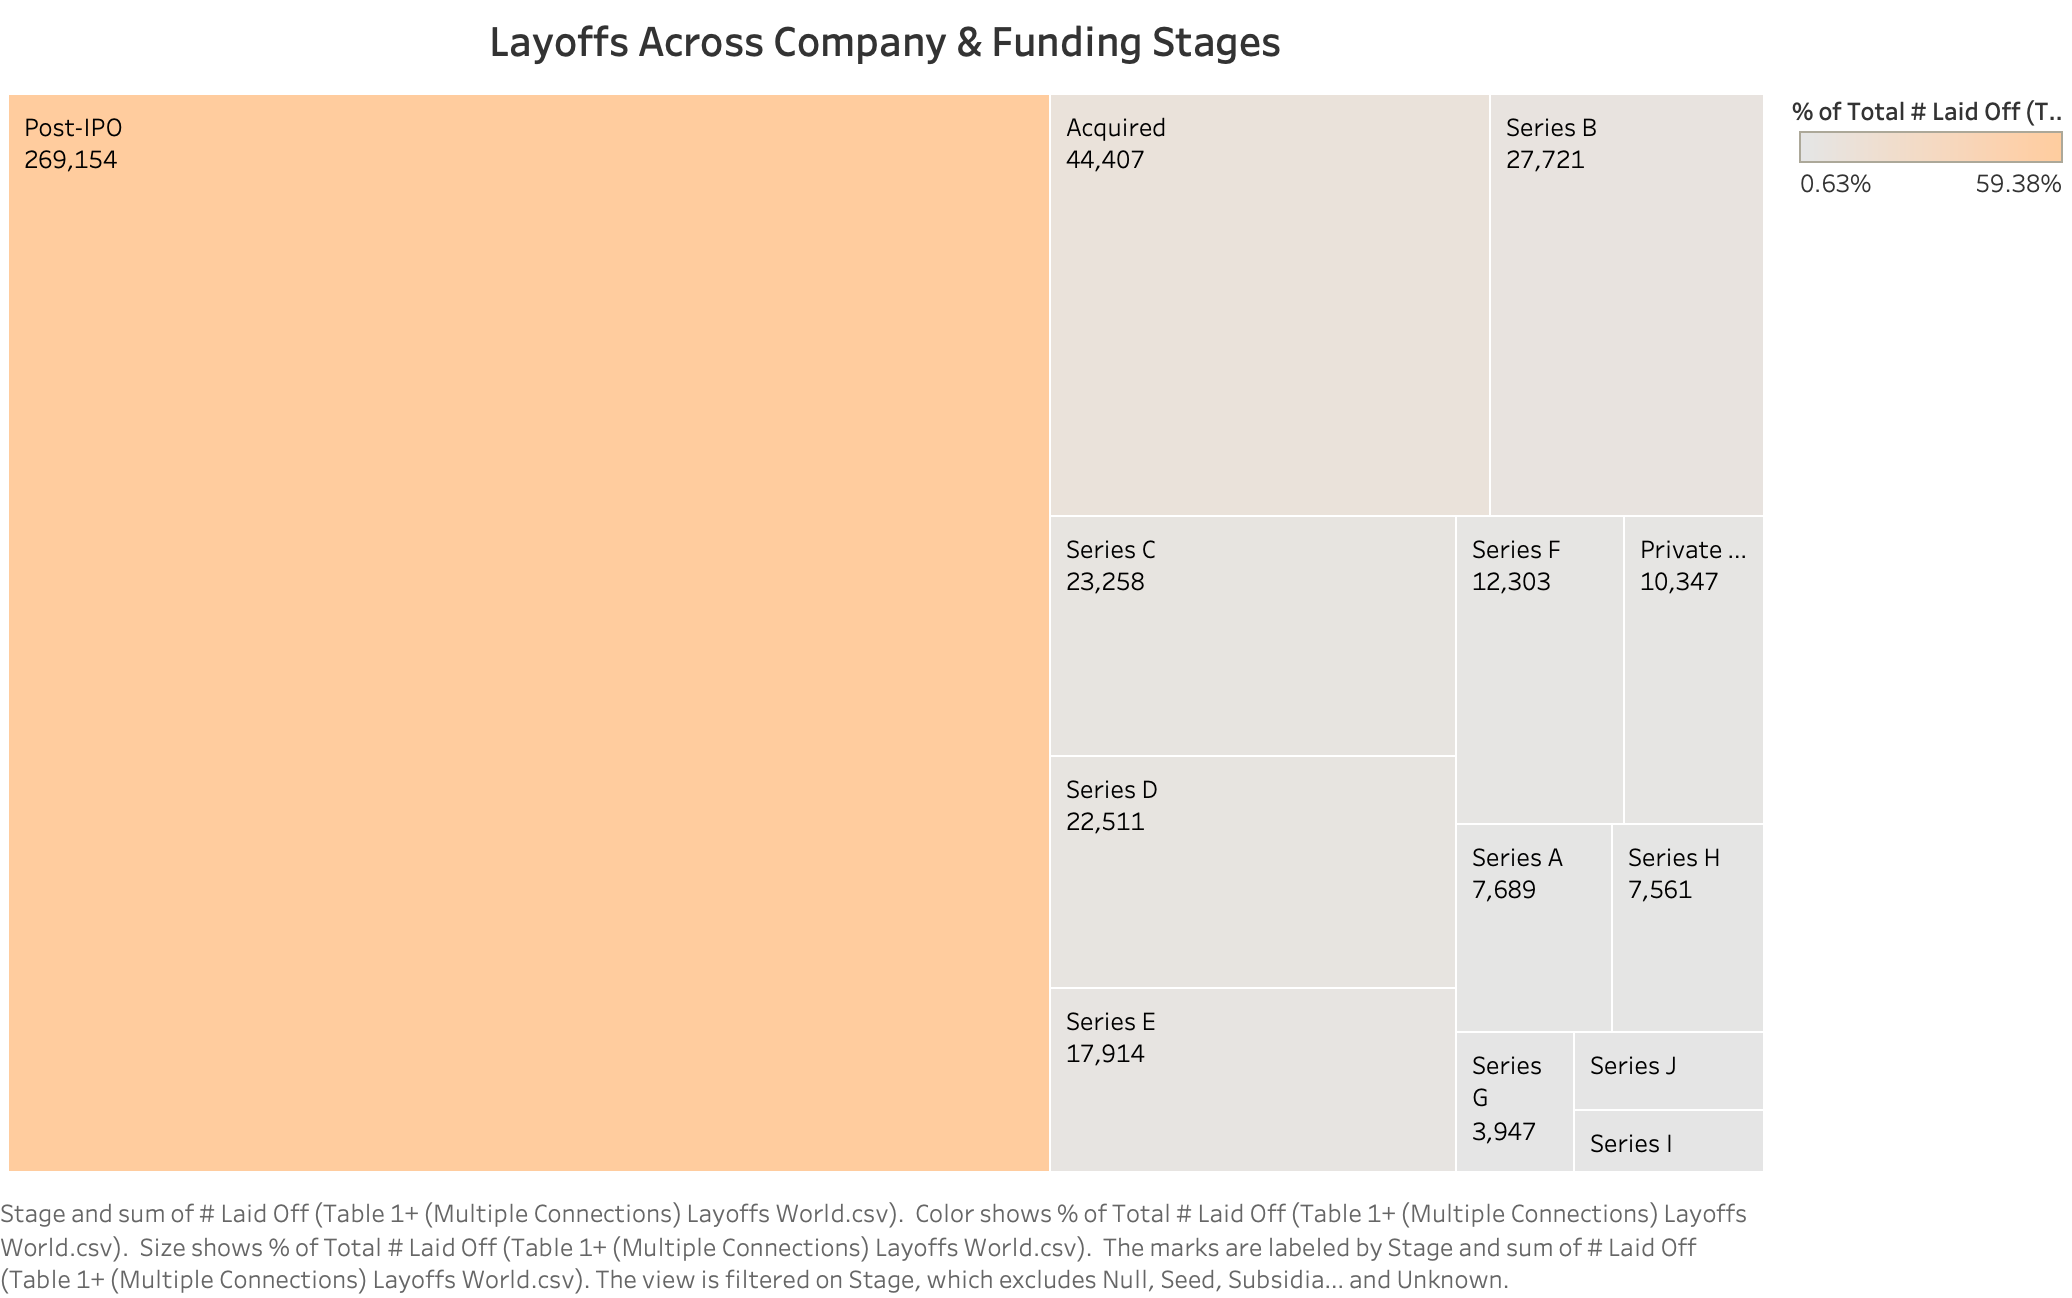 Layoffs Across Company & Funding Stages
Post-IPO
269,154
Acquired
44,407
Series B
27,721
% of Total # Laid Off (T..
0.63%
59.38%
Series C
23,258
Series F
12,303
Private ...
10,347
Series D
22,511
Series A
7,689
Series H
7,561
Series E
17,914
Series
G
3,947
Series J
Series I
Stage and sum of # Laid Off (Table 1+ (Multiple Connections) Layoffs World.csv).  Color shows % of Total # Laid Off (Table 1+ (Multiple Connections) Layoffs
World.csv).  Size shows % of Total # Laid Off (Table 1+ (Multiple Connections) Layoffs World.csv).  The marks are labeled by Stage and sum of # Laid Off
(Table 1+ (Multiple Connections) Layoffs World.csv). The view is filtered on Stage, which excludes Null, Seed, Subsidia... and Unknown.